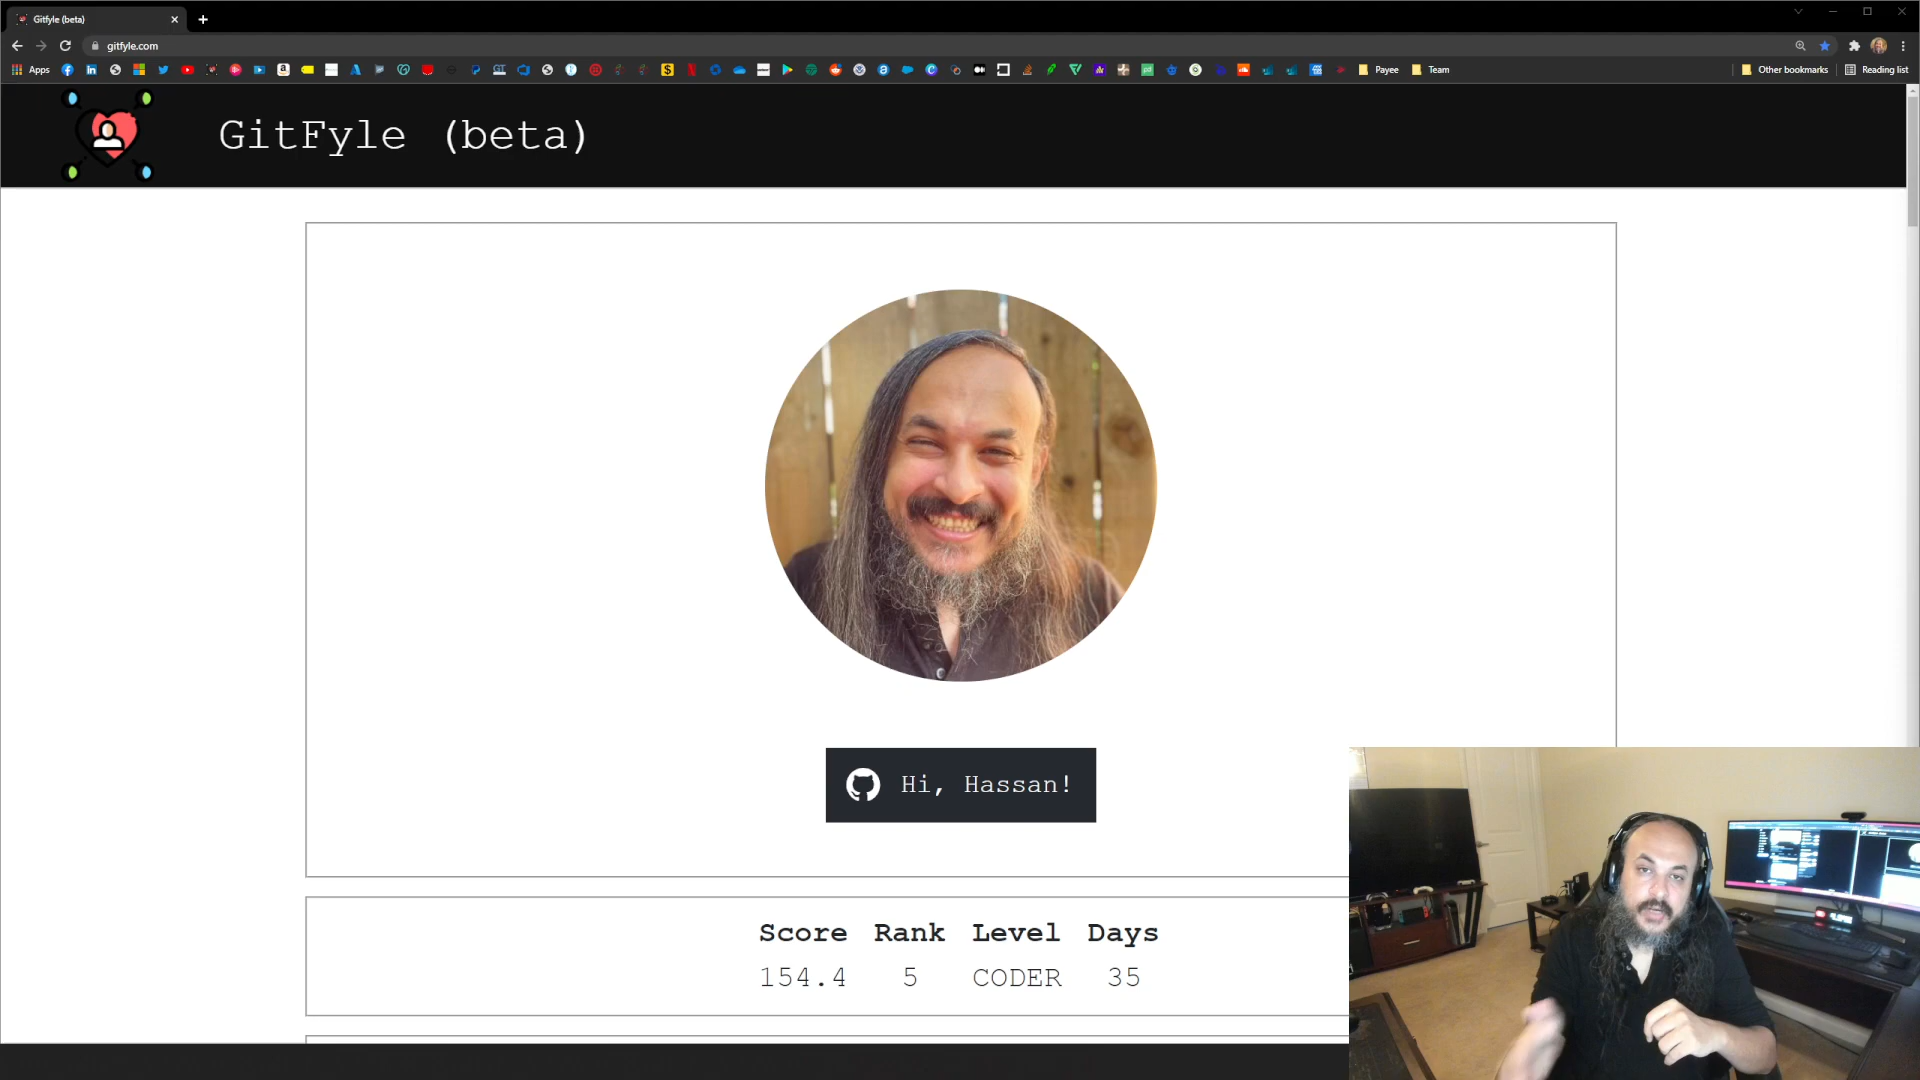 Gitfyle (beta)
gitfyle.com
Apps
Payee
Team
Other bookmarks
Reading list
GitFyle (beta)
Hi, Hassan!
Score Rank Level Days
154.4 5 CODER 35